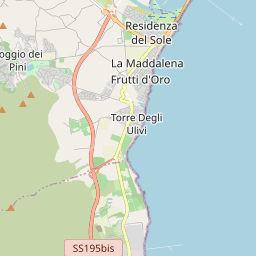 Residenza
del Sole
La Maddalena
Frutti d'Oro
oggio dei
Pini
Torre Degli
Ulivi
SS195bis